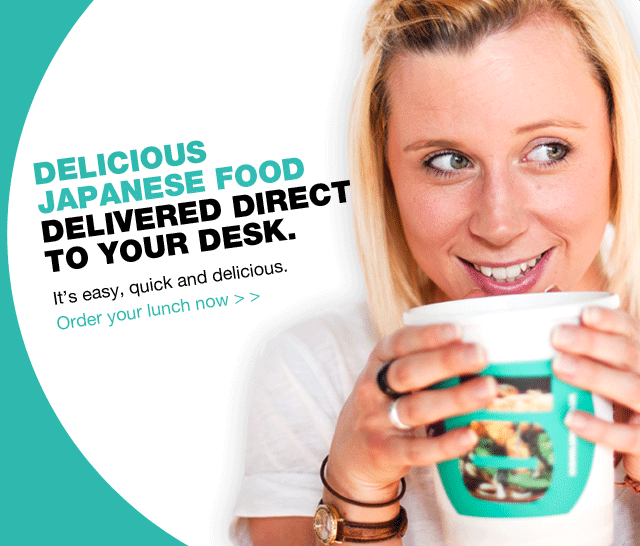 DELICIOUS
JAPANESE FOOD
DELIVERED DIRECT
TO YOUR DESK.
It's easy, quick and delicious.
Order your lunch now > >